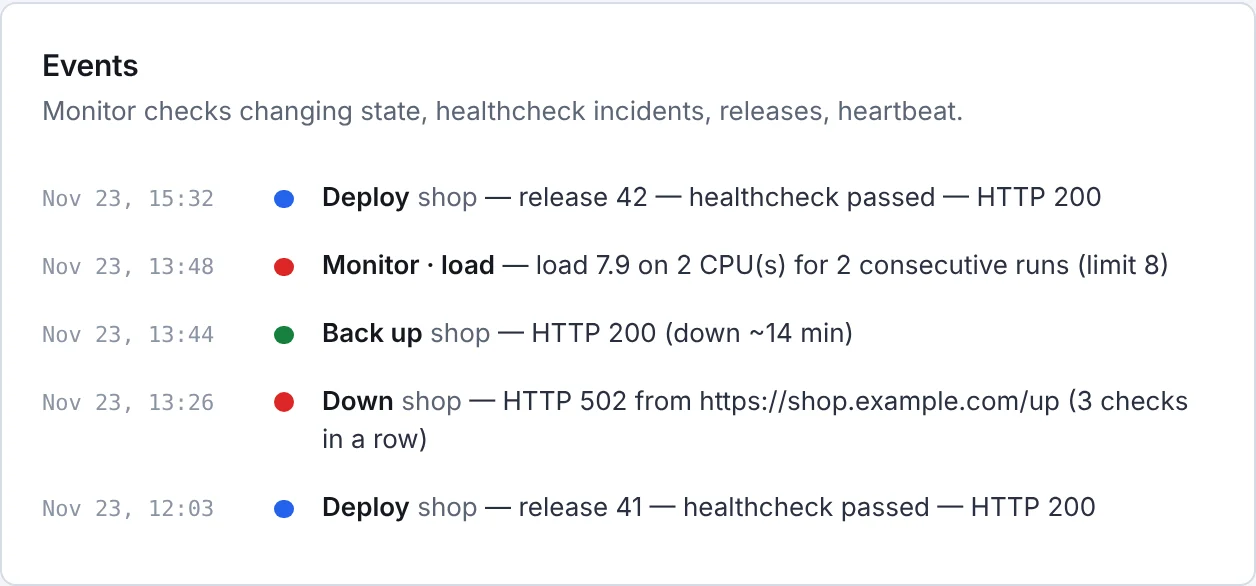 Events
Monitor checks changing state, healthcheck incidents, releases, heartbeat.
Nov 23, 15:32 Deploy shop — release 42 — healthcheck passed — HTTP 200
Nov 23, 13:48 Monitor · load — load 7.9 on 2 CPU(s) for 2 consecutive runs (limit 8)
Nov 23, 13:44 Back up shop — HTTP 200 (down ~14 min)
Nov 23, 13:26 Down shop — HTTP 502 from https://shop.example.com/up (3 checks
in a row)
Nov 23, 12:03 Deploy shop — release 41 — healthcheck passed — HTTP 200